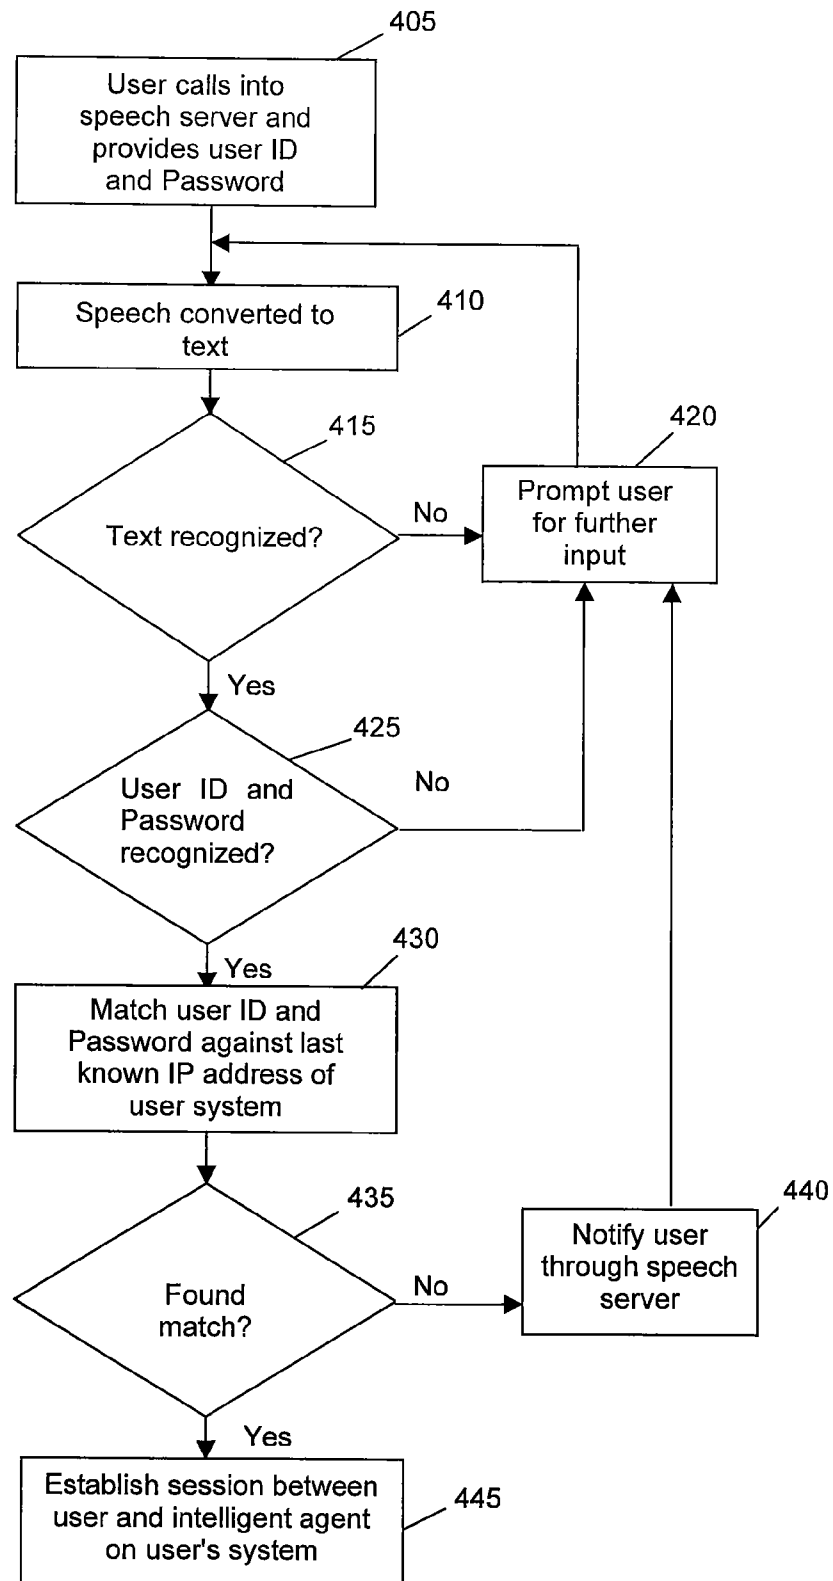 405
User calls into
speech server and
provides user ID
and Password
Speech converted to
text
410
415
Text recognized?
No
420
Prompt user
for further
input
Yes
425
User ID and
Password
recognized?
No
Yes
430
Match user ID and
Password against last
known IP address of
user system
435
Found
match?
No
440
Notify user
through speech
server
Yes
Establish session between
user and intelligent agent
on user's system
445